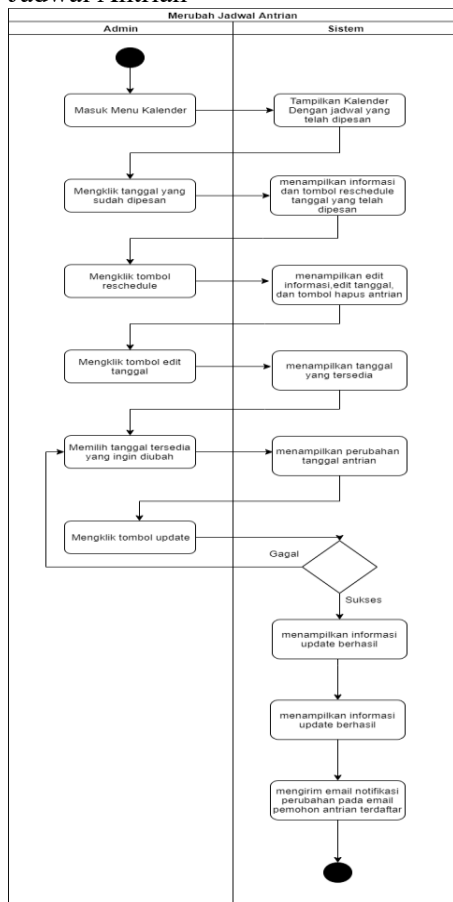 Jadwal Antrian
Merubah Jadwal Antrian
Admin
Sistem
Masuk Menu Kalender
Tampilkan Kalender
Dengan jadwal yang
telah dipesan
Mengklik tanggal yang
sudah dipesan
menampilkan informasi
dan tombol reschedule
tanggal yang telah
dipesan
Mengklik tombol
reschedule
menampilkan edit
informasi,edit tanggal,
dan tombol hapus antrian
Mengklik tombol edit
tanggal
menampilkan tanggal
yang tersedia
Memilih tanggal tersedia
yang ingin diubah
menampilkan perubahan
tanggal antrian
Mengklik tombol update
Gagal
Sukses
menampilkan informasi
update berhasil
menampilkan informasi
update berhasil
mengirim email notifikasi
perubahan pada email
pemohon antrian terdaftar